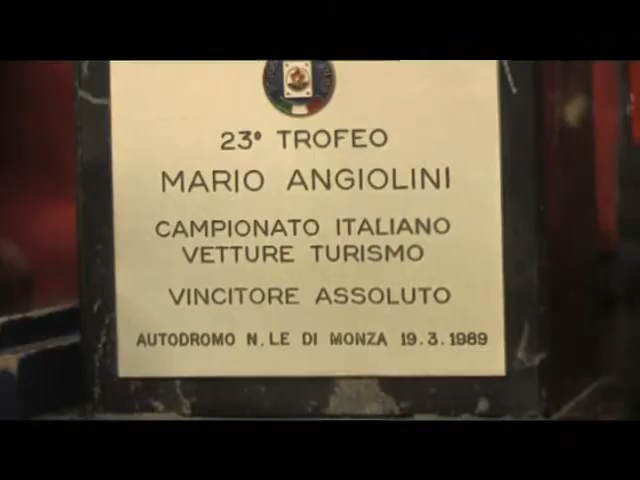 23° TROFEO
MARIO ANGIOLINI
CAMPIONATO ITALIANO
VETTURE TURISMO
VINCITORE ASSOLUTO
AUTODROMO N.LE DI MONZA 19.3.1989